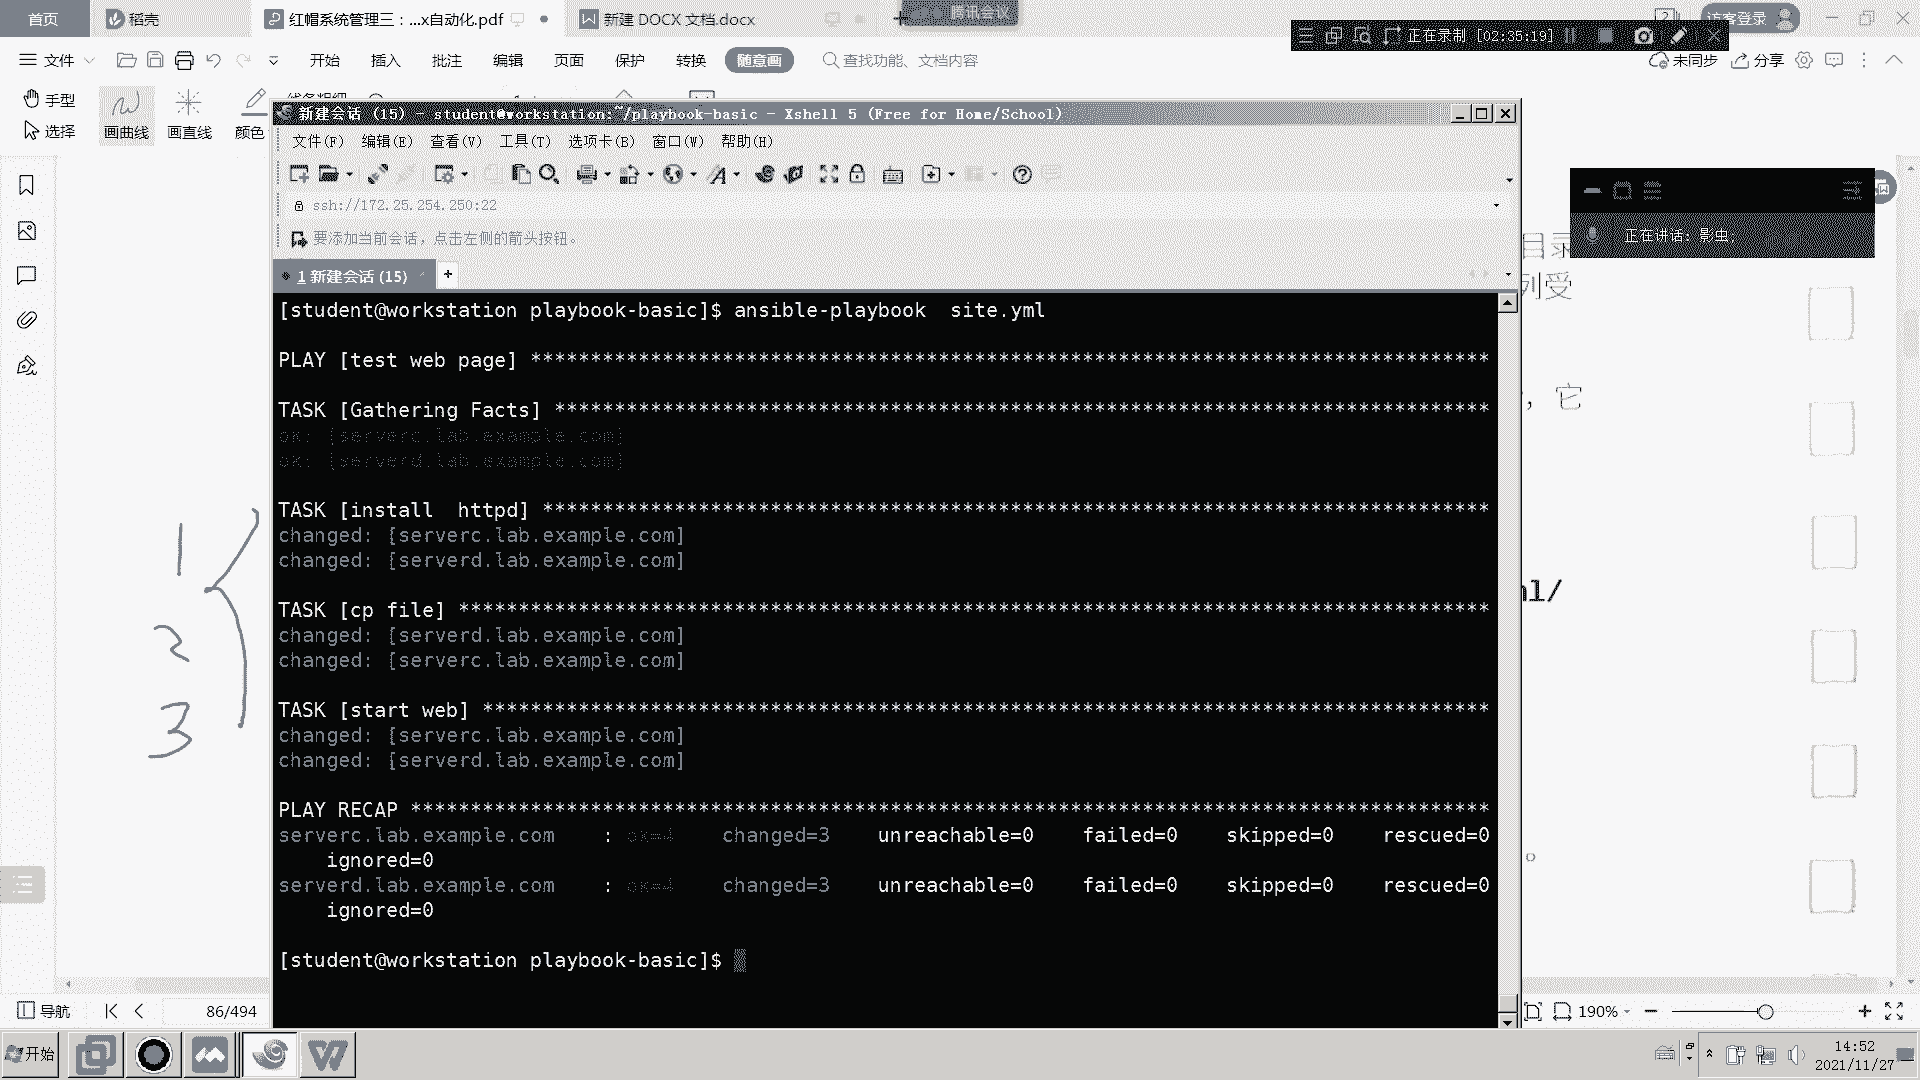 首页
稻壳
红帽系统管理三：...x自动化.pdf
新建 DOCX 文档.docx
腾讯会议
访客登录
正在录制 [02:35:19]
文件
开始
插入
批注
编辑
页面
保护
转换
随意画
查找功能、文档内容
未同步
分享
手型
选择
画曲线
画直线
颜色
新建会话 (15) - student@workstation:~/playbook-basic - Xshell 5 (Free for Home/School)
文件(F) 编辑(E) 查看(V) 工具(T) 选项卡(B) 窗口(W) 帮助(H)
ssh://172.25.254.250:22
要添加当前会话，点击左侧的箭头按钮。
1 新建会话 (15)
正在讲话: 影虫;
目录
列受
，它
nl/
。
1
2
3
[student@workstation playbook-basic]$ ansible-playbook  site.yml
PLAY [test web page] ********************************************************************************
TASK [Gathering Facts] ******************************************************************************
ok: [serverc.lab.example.com]
ok: [serverd.lab.example.com]
TASK [install  httpd] *******************************************************************************
changed: [serverc.lab.example.com]
changed: [serverd.lab.example.com]
TASK [cp file] **************************************************************************************
changed: [serverd.lab.example.com]
changed: [serverc.lab.example.com]
TASK [start web] ************************************************************************************
changed: [serverc.lab.example.com]
changed: [serverd.lab.example.com]
PLAY RECAP ******************************************************************************************
serverc.lab.example.com    : ok=4    changed=3    unreachable=0    failed=0    skipped=0    rescued=0
ignored=0
serverd.lab.example.com    : ok=4    changed=3    unreachable=0    failed=0    skipped=0    rescued=0
ignored=0
[student@workstation playbook-basic]$
导航
86/494
190%
开始
14:52
2021/11/27